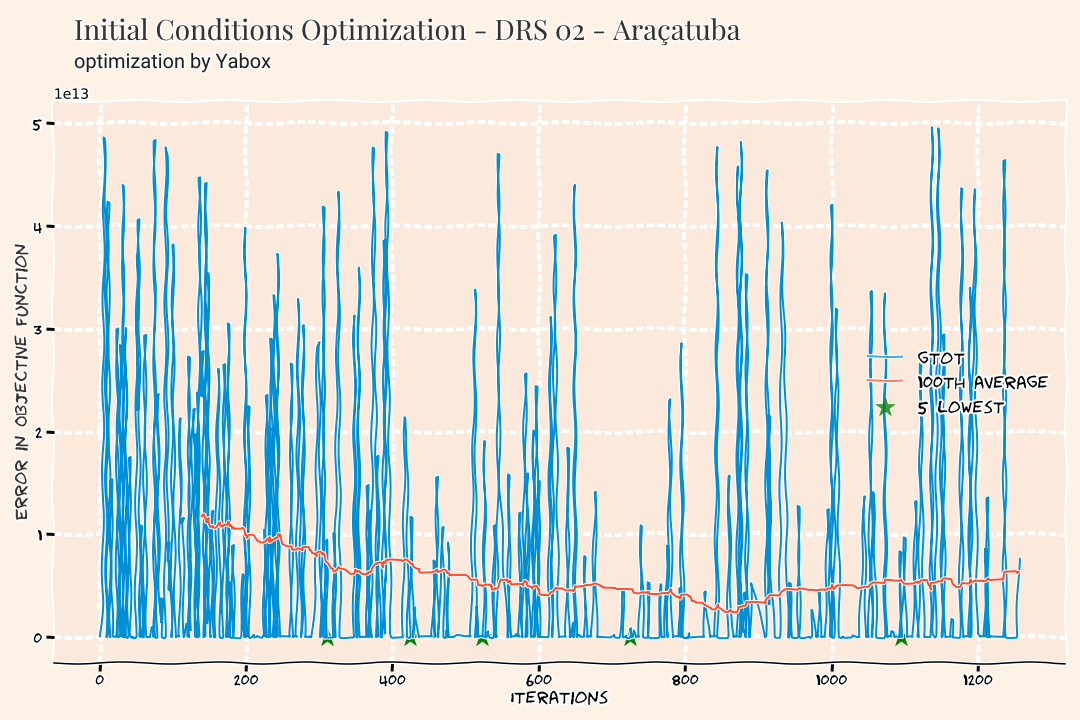 Initial Conditions Optimization - DRS 02 - Araçatuba
optimization by Yabox
1e13
5
4
3
2
1
0
ERROR IN OBJECTIVE FUNCTION
GTOT
100TH AVERAGE
5 LOWEST
0 200 400 600 800 1000 1200
ITERATIONS